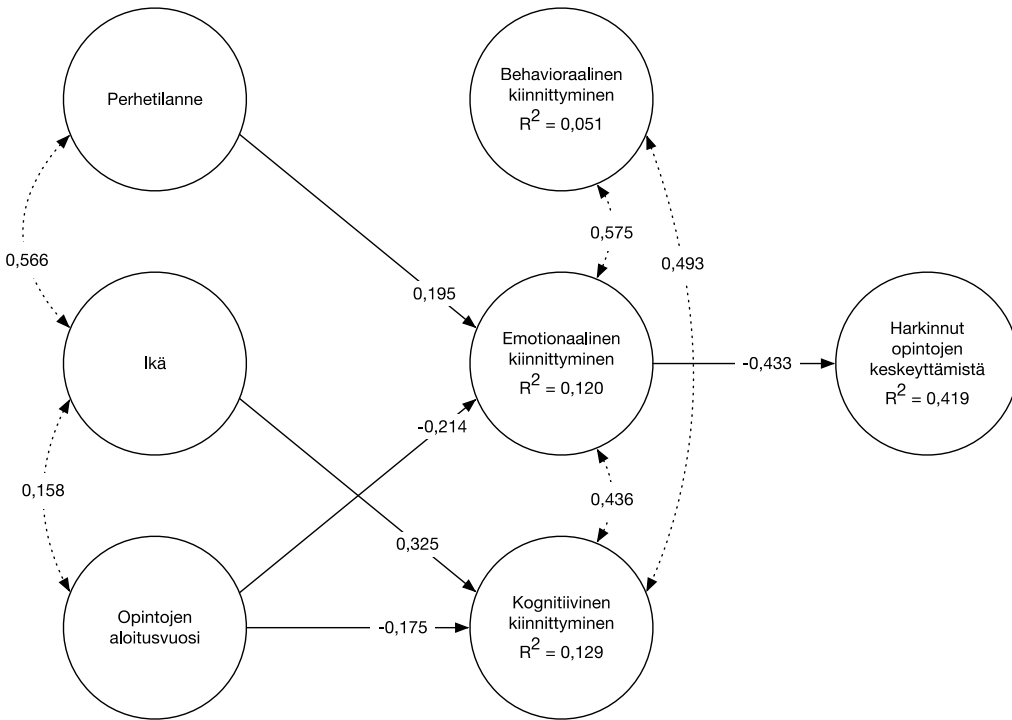 Perhetilanne
Behavioraalinen
kiinnittyminen
R² = 0,051
0,566
0,575
0,493
0,195
Ikä
Emotionaalinen
kiinnittyminen
R² = 0,120
-0,433
Harkinnut
opintojen
keskeyttämistä
R² = 0,419
-0,214
0,158
0,436
0,325
Opintojen
aloitusvuosi
-0,175
Kognitiivinen
kiinnittyminen
R² = 0,129